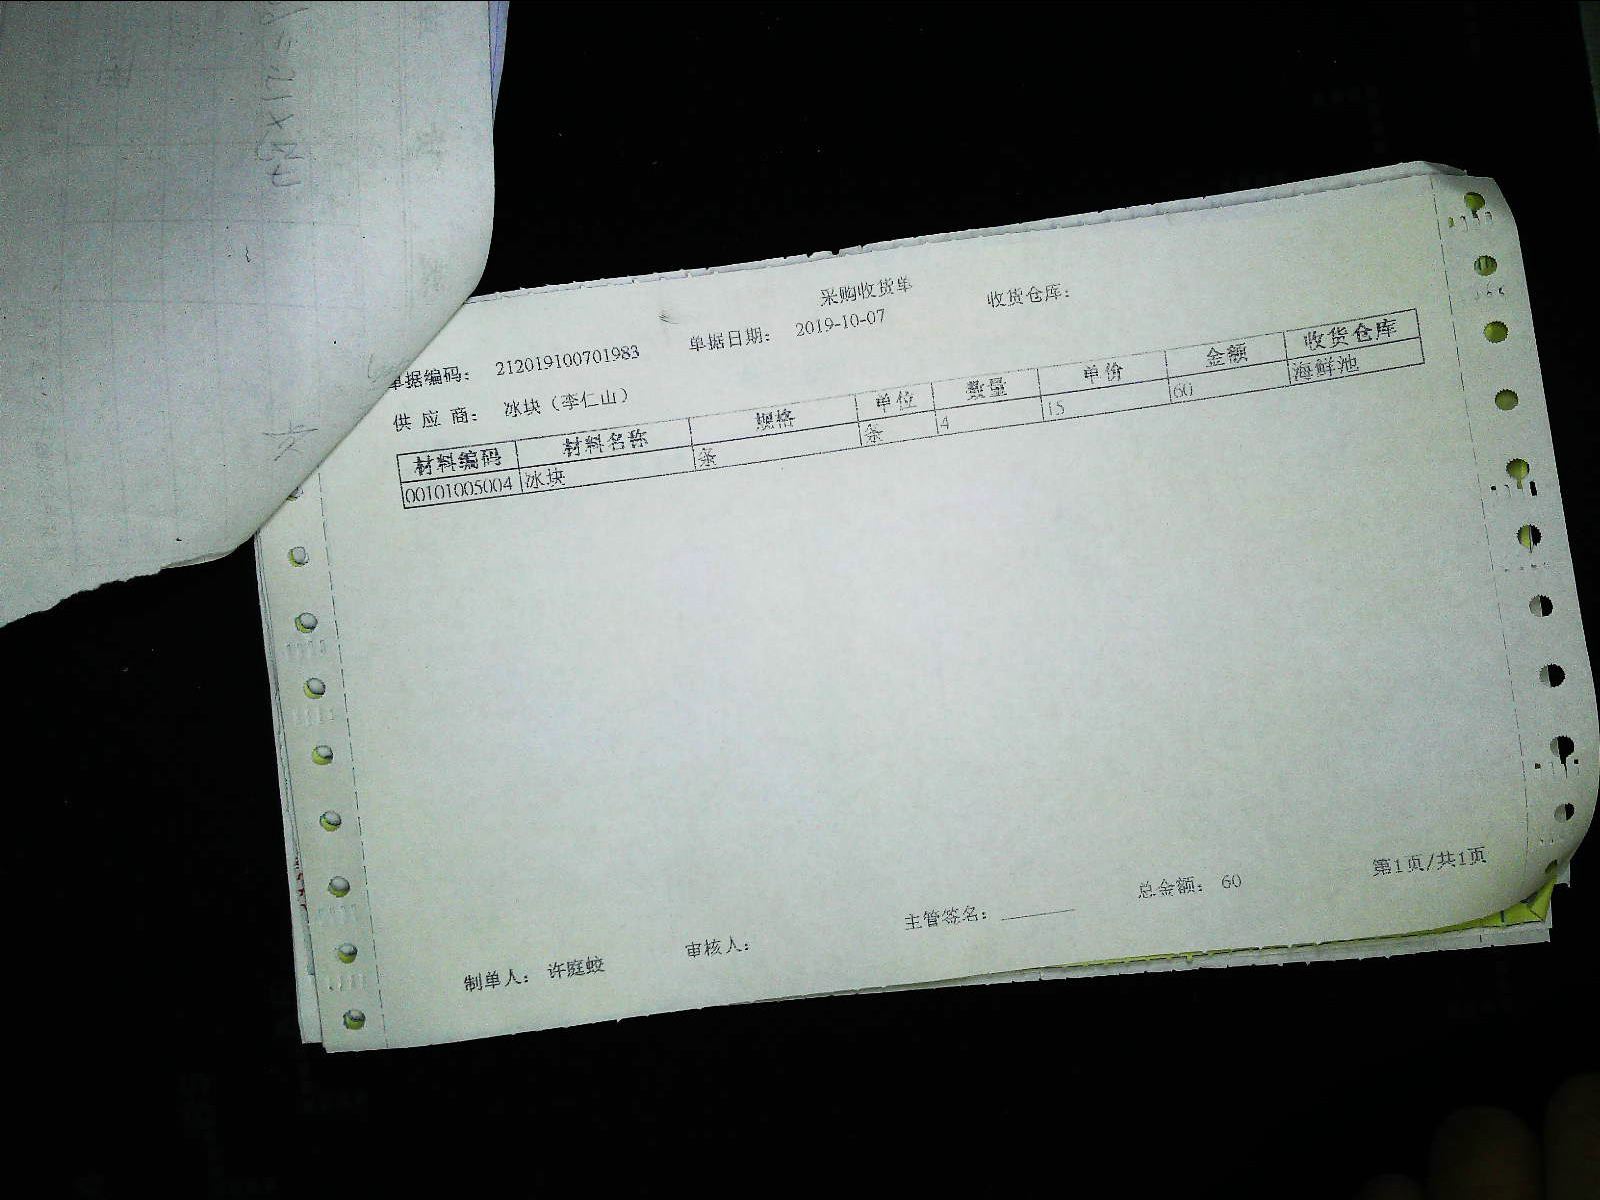 采购收货单
单据编码: 212019100701983 单据日期: 2019-10-07 收货仓库:
供应商: 冰块（李仁山）
材料编码 材料名称 规格 单位 数量 单价 金额 收货仓库
00101005004 冰块 条 条 4 15 60 海鲜池
制单人: 许庭蛟 审核人: 主管签名: 总金额: 60 第1页/共1页